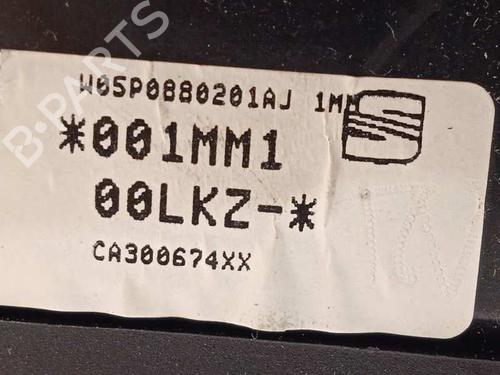 W05P0880201AJ 1MM
*001MM1
00LKZ-*
CA300674XX
B-PARTS